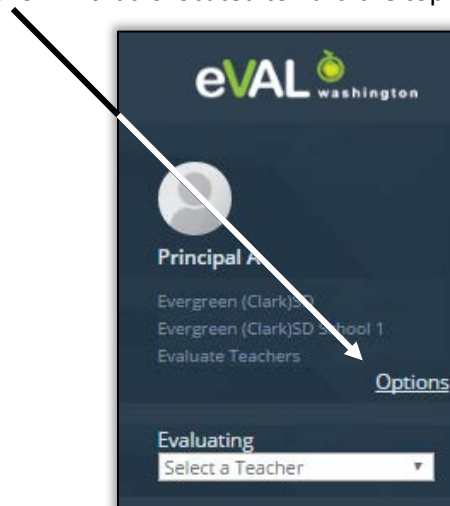 eVAL washington
Principal A
Evergreen (Clark)SD
Evergreen (Clark)SD School 1
Evaluate Teachers
Options
Evaluating
Select a Teacher